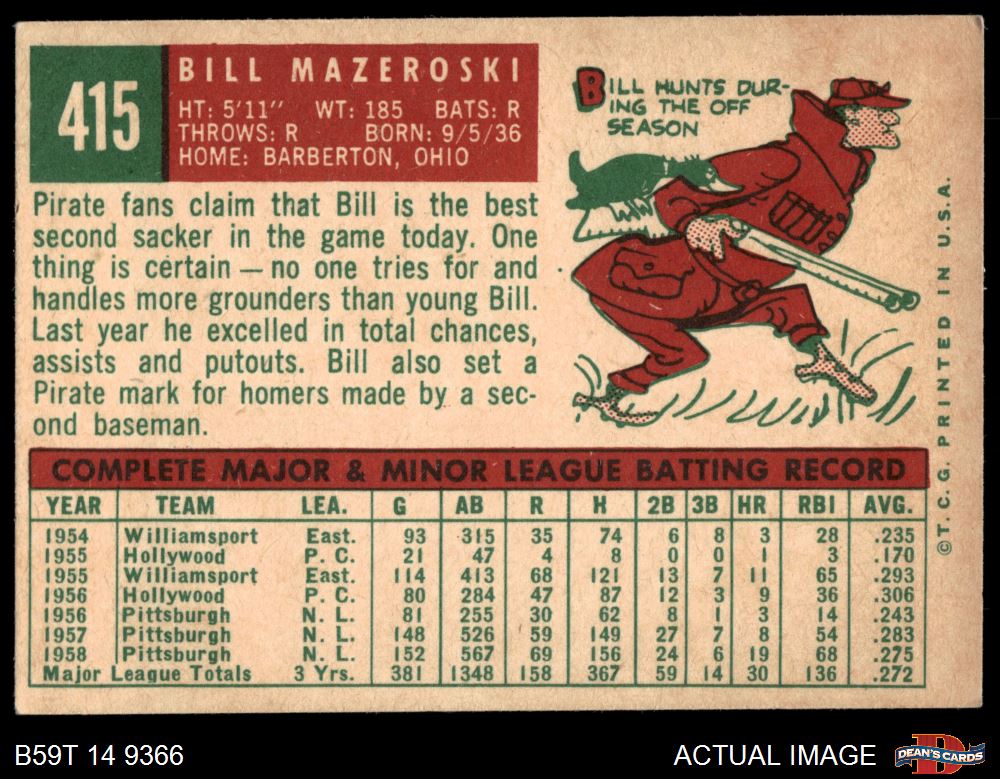 415
BILL MAZEROSKI
HT: 5'11" WT: 185 BATS: R
THROWS: R BORN: 9/5/36
HOME: BARBERTON, OHIO
BILL HUNTS DUR-
ING THE OFF
SEASON
Pirate fans claim that Bill is the best
second sacker in the game today. One
thing is certain — no one tries for and
handles more grounders than young Bill.
Last year he excelled in total chances,
assists and putouts. Bill also set a
Pirate mark for homers made by a sec-
ond baseman.
©T. C. G. PRINTED IN U.S.A.
COMPLETE MAJOR & MINOR LEAGUE BATTING RECORD
YEAR TEAM LEA. G AB R H 2B 3B HR RBI AVG.
1954 Williamsport East. 93 315 35 74 6 8 3 28 .235
1955 Hollywood P. C. 21 47 4 8 0 0 1 3 .170
1955 Williamsport East. 114 413 68 121 13 7 11 65 .293
1956 Hollywood P. C. 80 284 47 87 12 3 9 36 .306
1956 Pittsburgh N. L. 81 255 30 62 8 1 3 14 .243
1957 Pittsburgh N. L. 148 526 59 149 27 7 8 54 .283
1958 Pittsburgh N. L. 152 567 69 156 24 6 19 68 .275
Major League Totals 3 Yrs. 381 1348 158 367 59 14 30 136 .272
B59T 14 9366
ACTUAL IMAGE
D
DEAN'S CARDS